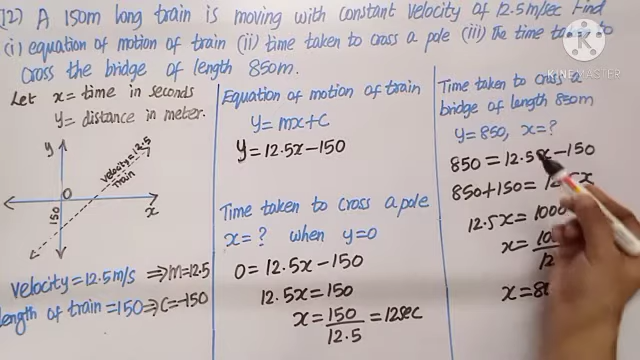 12) A 150m long train is moving with constant velocity of 12.5 m/sec Find
(i) equation of motion of train (ii) time taken to cross a pole (iii) The time taken to
cross the bridge of length 850m.
Let x = time in seconds
y = distance in meter.
y
velocity = 12.5
Train
O
x
150
velocity = 12.5 m/s ⇒ m = 12.5
length of train = 150 ⇒ C = -150
Equation of motion of train
y = mx + c
y = 12.5x - 150
Time taken to cross a pole
x = ? when y = 0
0 = 12.5x - 150
12.5x = 150
x = 150/12.5 = 12sec
Time taken to cross a
bridge of length 850m
y = 850, x = ?
850 = 12.5x - 150
850 + 150 = 12.5x
12.5x = 1000
x =
x = 80
KINEMASTER